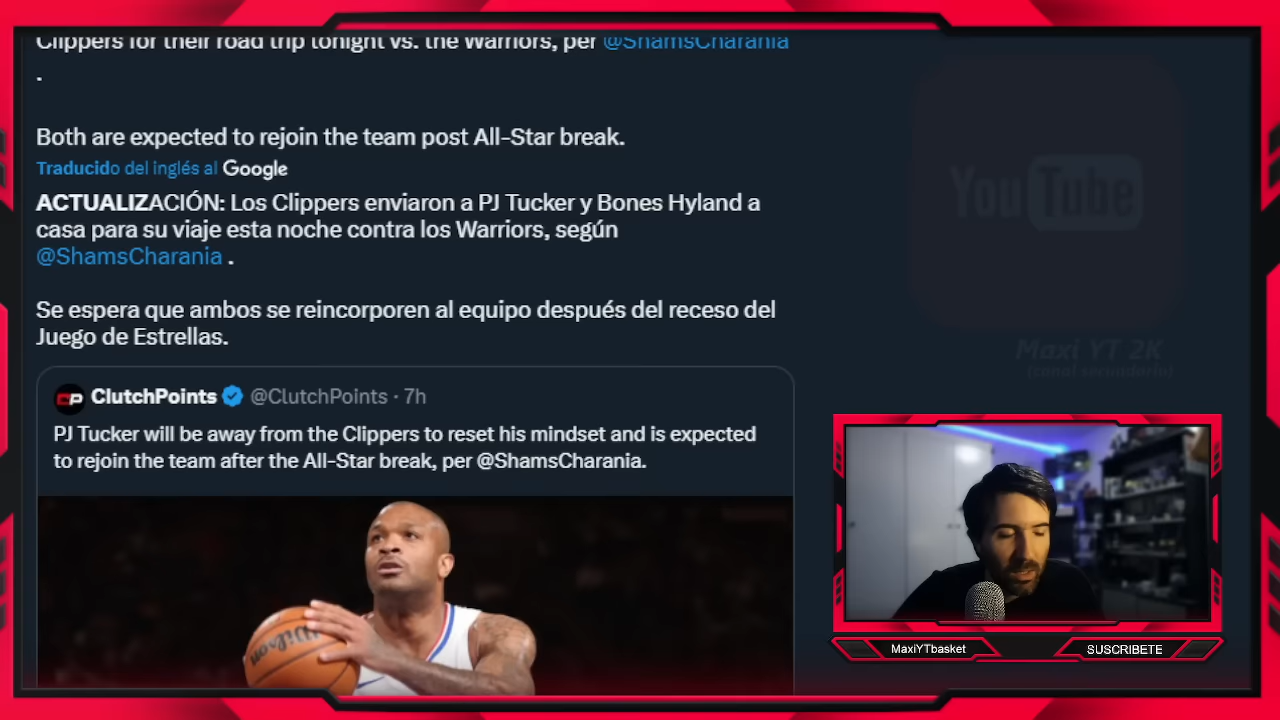 Clippers for their road trip tonight vs. the Warriors, per @ShamsCharania
.
Both are expected to rejoin the team post All-Star break.
Traducido del inglés al Google
ACTUALIZACIÓN: Los Clippers enviaron a PJ Tucker y Bones Hyland a
casa para su viaje esta noche contra los Warriors, según
@ShamsCharania .
Se espera que ambos se reincorporen al equipo después del receso del
Juego de Estrellas.
CP ClutchPoints @ClutchPoints · 7h
PJ Tucker will be away from the Clippers to reset his mindset and is expected
to rejoin the team after the All-Star break, per @ShamsCharania.
Wilson
YouTube
Maxi YT 2K
(canal secundario)
MaxiYTbasket
SUSCRIBETE